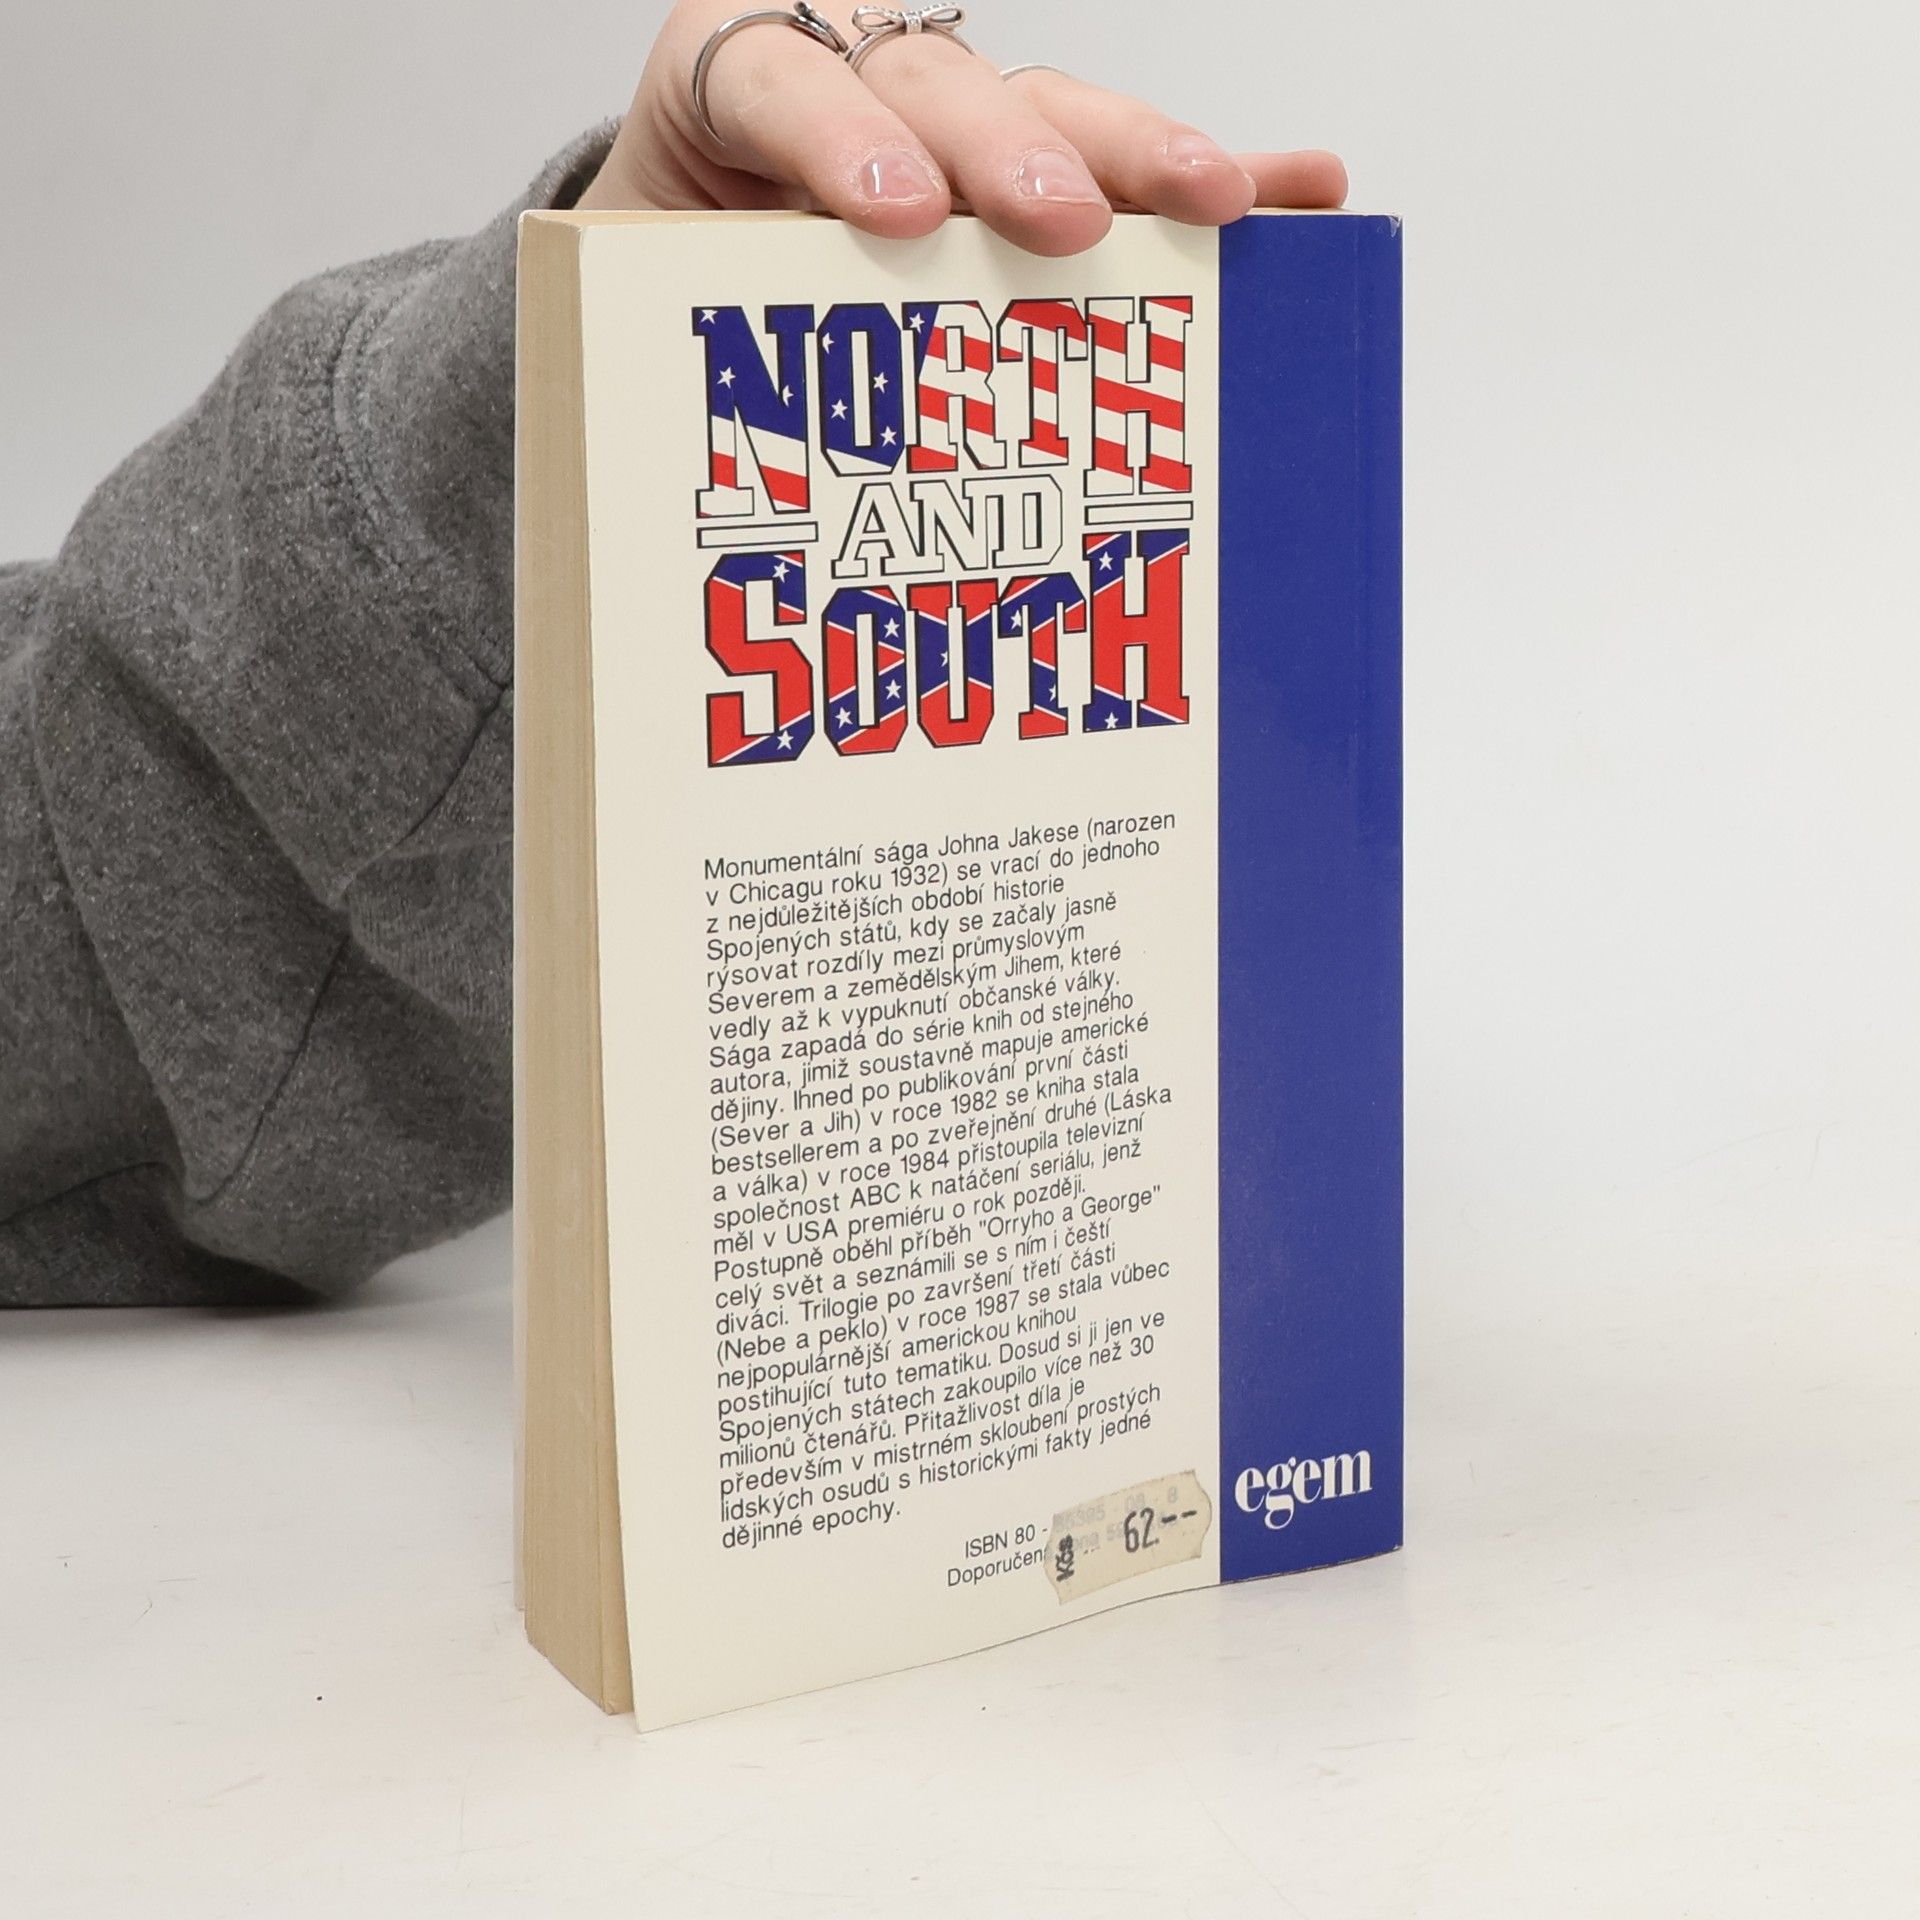 NORTH
AND
SOUTH
Monumentální sága Johna Jakese (narozen
v Chicagu roku 1932) se vrací do jednoho
z nejdůležitějších období historie
Spojených států, kdy se začaly jasně
rýsovat rozdíly mezi průmyslovým
Severem a zemědělským Jihem, které
vedly až k vypuknutí občanské války.
Sága zapadá do série knih od stejného
autora, jimiž soustavně mapuje americké
dějiny. Ihned po publikování první části
(Sever a Jih) v roce 1982 se kniha stala
bestsellerem a po zveřejnění druhé (Láska
a válka) v roce 1984 přistoupila televizní
společnost ABC k natáčení seriálu, jenž
měl v USA premiéru o rok později.
Postupně oběhl příběh "Orryho a George"
celý svět a seznámili se s ním i čeští
diváci. Trilogie po završení třetí části
(Nebe a peklo) v roce 1987 se stala vůbec
nejpopulárnější americkou knihou
postihující tuto tematiku. Dosud si ji jen ve
Spojených státech zakoupilo více než 30
milionů čtenářů. Přitažlivost díla je
především v mistrném skloubení prostých
lidských osudů s historickými fakty jedné
dějinné epochy.
ISBN 80 -
Doporučená
Kčs 62.--
egem